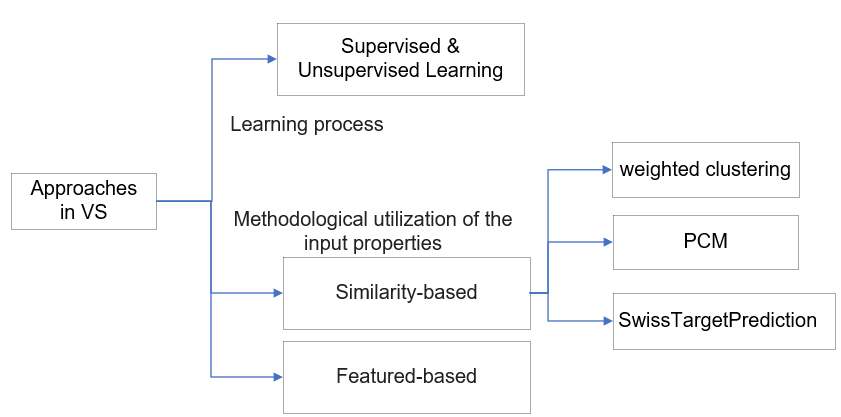 Supervised &
Unsupervised Learning
Learning process
Approaches
in VS
Methodological utilization of the
input properties
Similarity-based
Featured-based
weighted clustering
PCM
SwissTargetPrediction